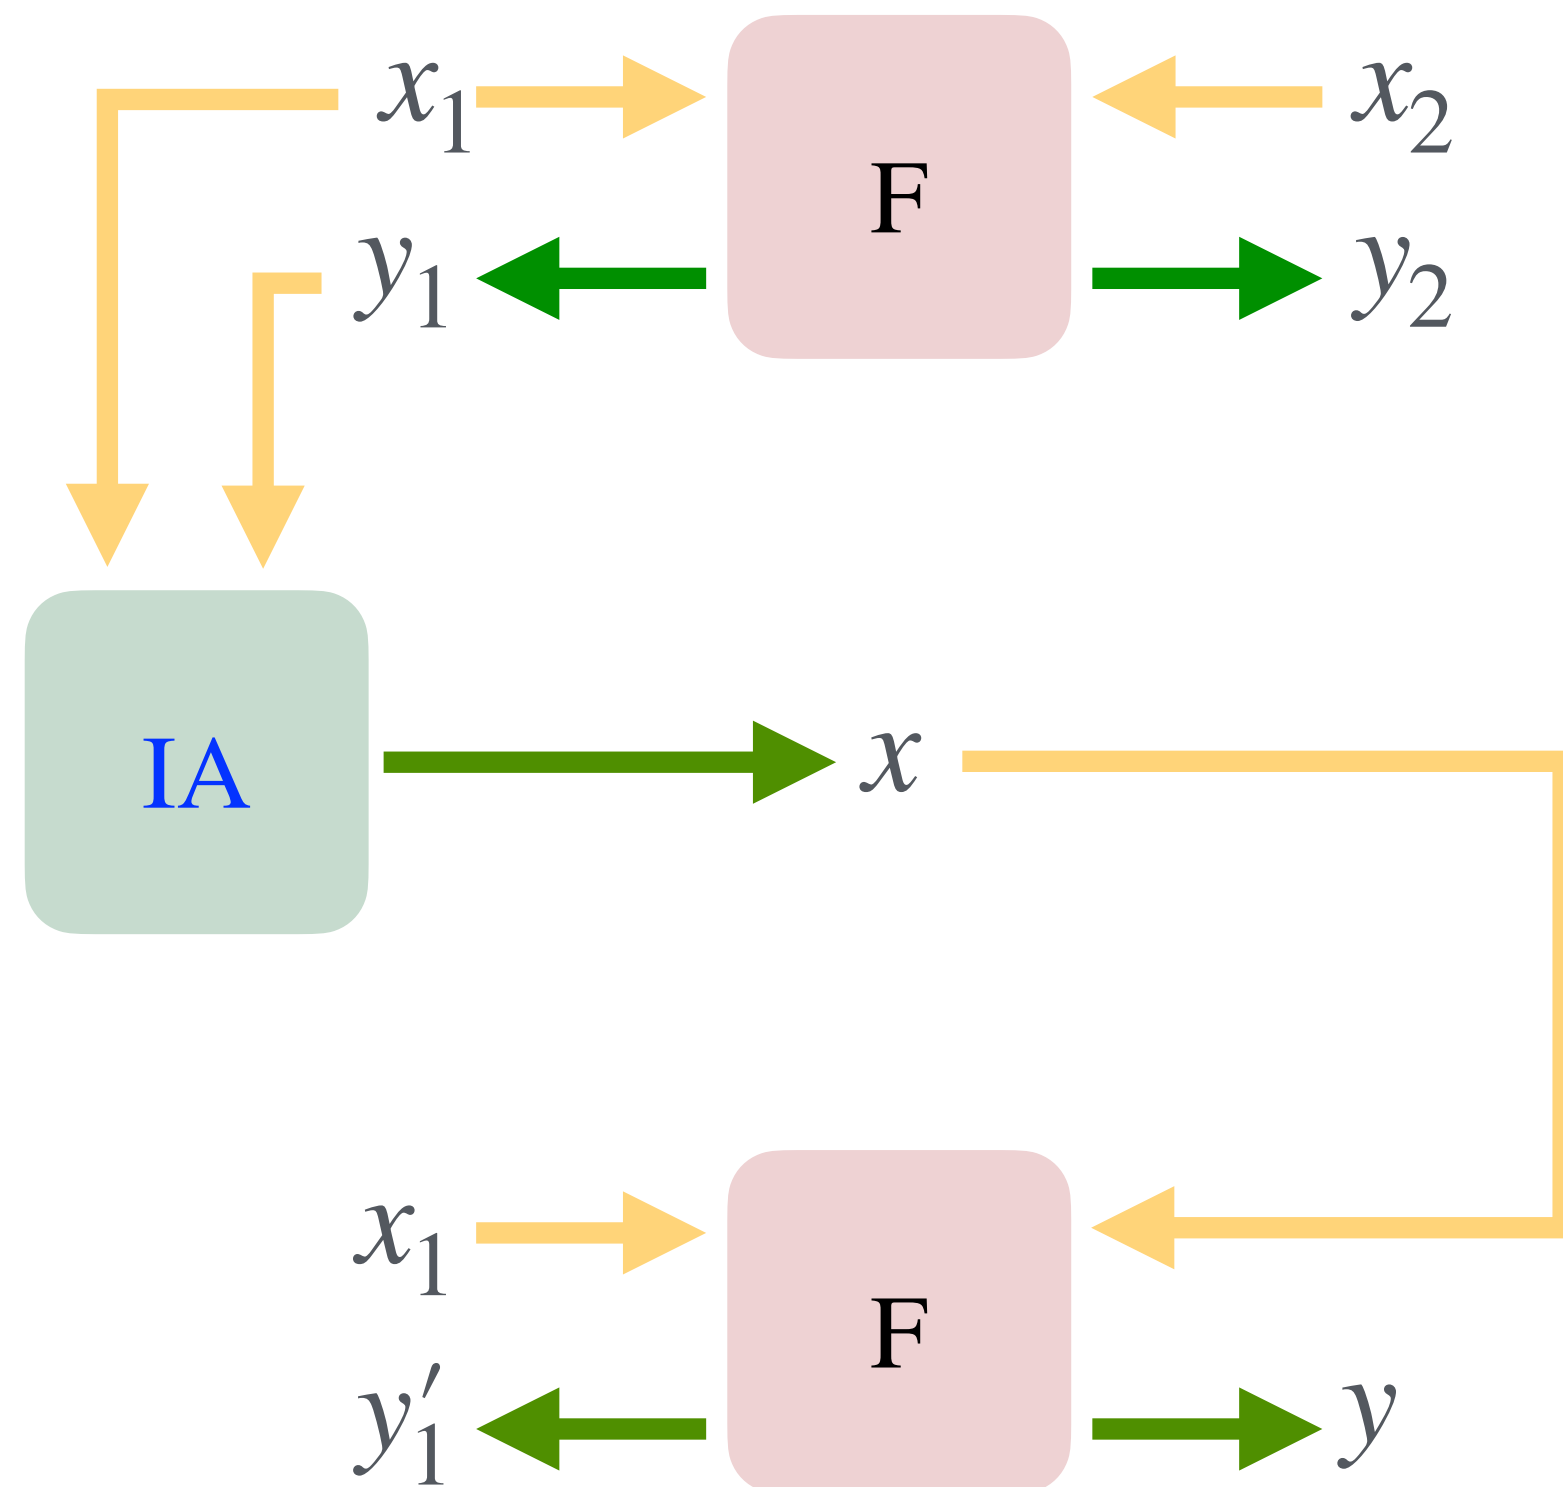 x₁ F x₂
y₁ y₂
IA x
x₁ F
y₁′ y